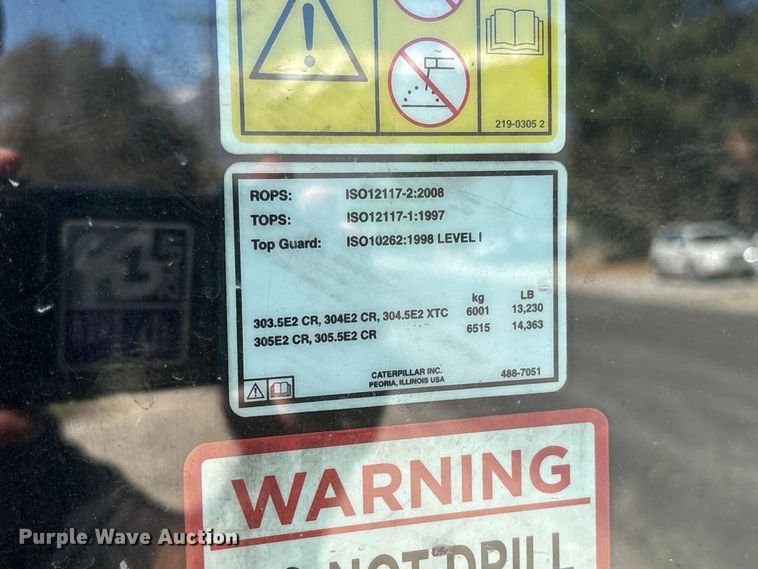 219-0305 2
ROPS: ISO12117-2:2008
TOPS: ISO12117-1:1997
Top Guard: ISO10262:1998 LEVEL I
kg LB
303.5E2 CR, 304E2 CR, 304.5E2 XTC 6001 13,230
305E2 CR, 305.5E2 CR 6515 14,363
CATERPILLAR INC. 488-7051
PEORIA, ILLINOIS USA
WARNING
NOT DRILL
Purple Wave Auction